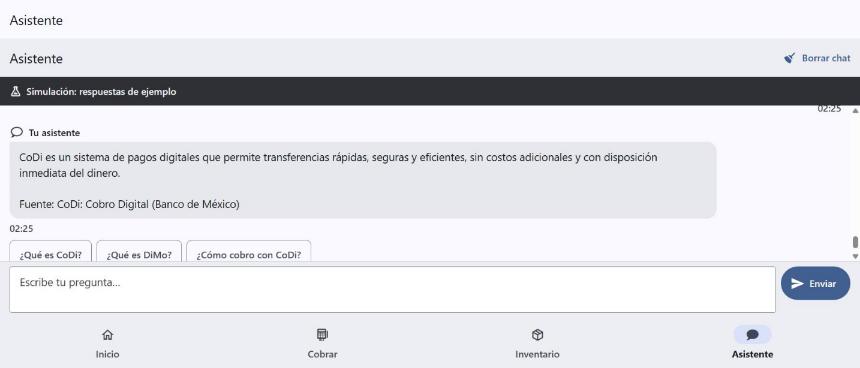 Asistente
Asistente
Borrar chat
Simulación: respuestas de ejemplo
02:25
Tu asistente
CoDi es un sistema de pagos digitales que permite transferencias rápidas, seguras y eficientes, sin costos adicionales y con disposición
inmediata del dinero.
Fuente: CoDi: Cobro Digital (Banco de México)
02:25
¿Qué es CoDi?
¿Qué es DiMo?
¿Cómo cobro con CoDi?
Escribe tu pregunta...
Enviar
Inicio
Cobrar
Inventario
Asistente